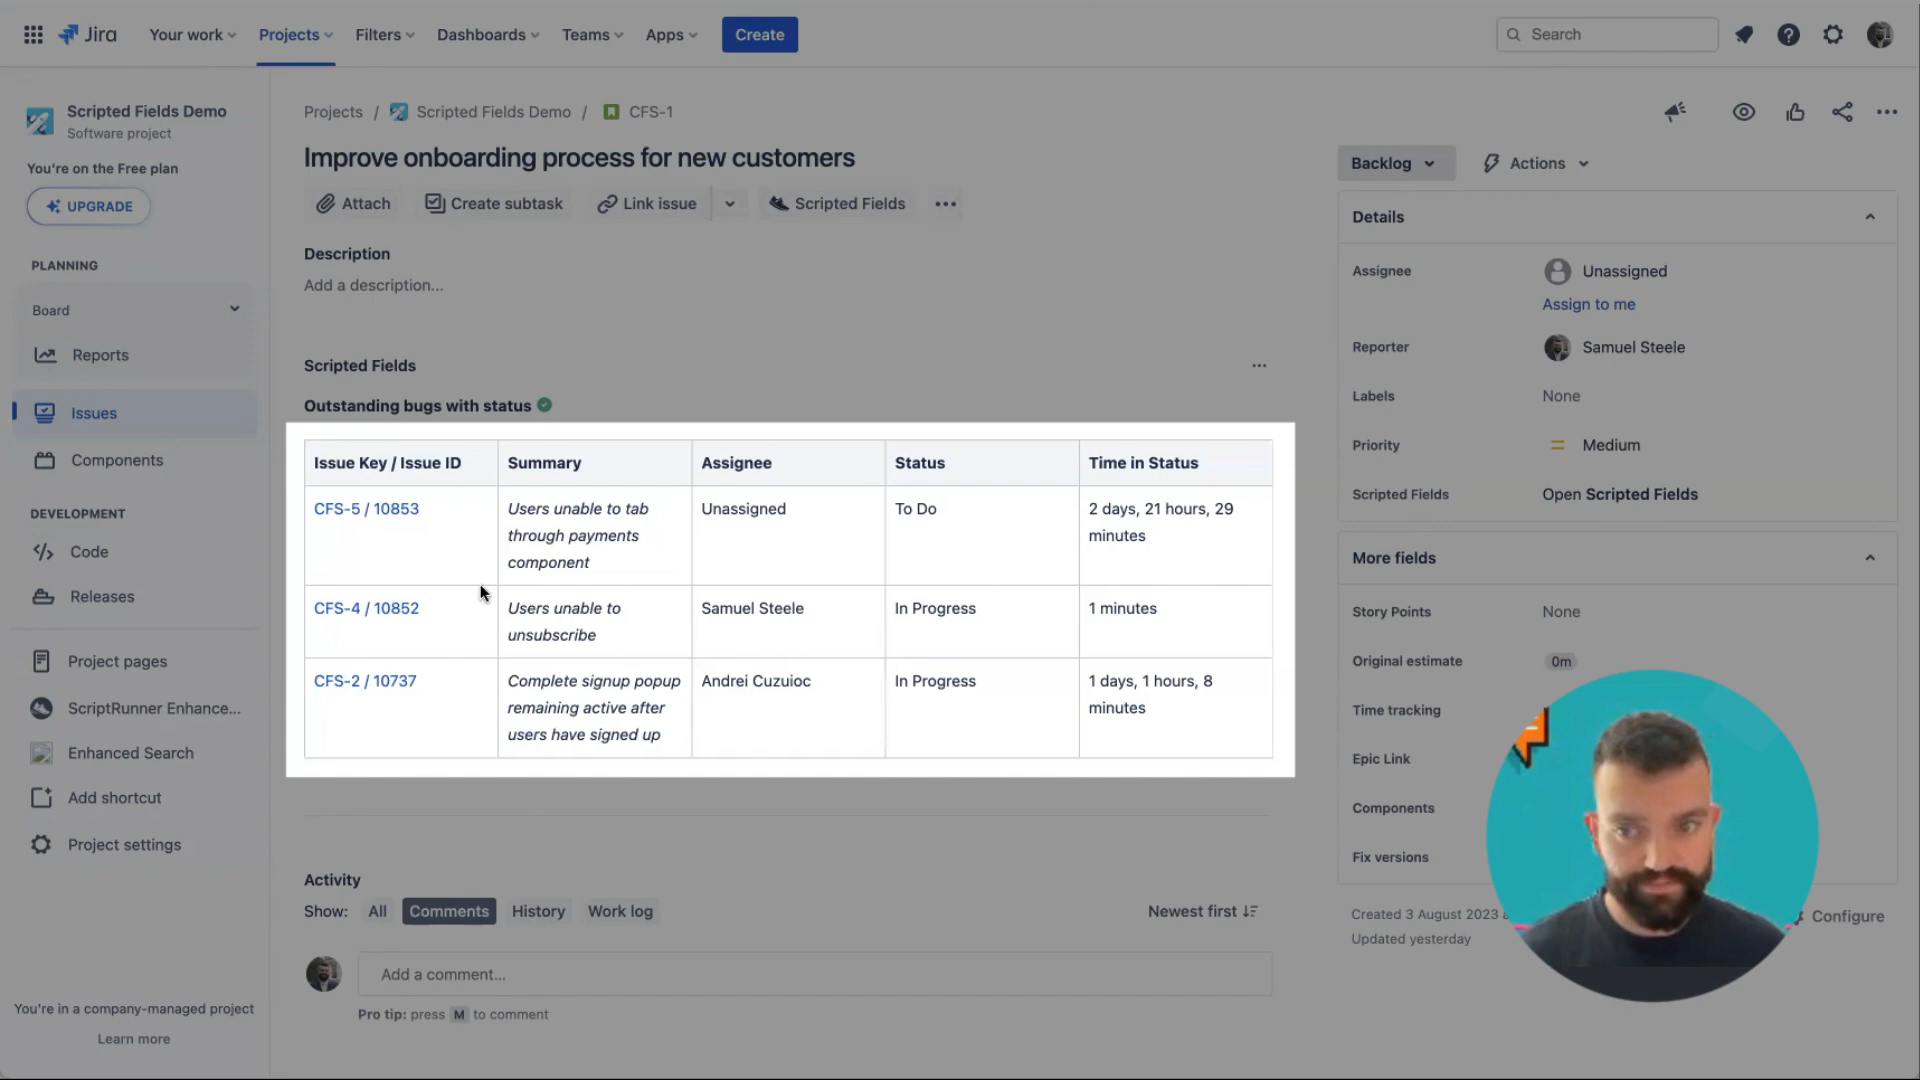 Jira
Your work
Projects
Filters
Dashboards
Teams
Apps
Create
Search
Scripted Fields Demo
Software project
You're on the Free plan
UPGRADE
PLANNING
Board
Reports
Issues
Components
DEVELOPMENT
Code
Releases
Project pages
ScriptRunner Enhance...
Enhanced Search
Add shortcut
Project settings
You're in a company-managed project
Learn more
Projects / Scripted Fields Demo / CFS-1
Improve onboarding process for new customers
Attach
Create subtask
Link issue
Scripted Fields
Description
Add a description...
Scripted Fields
Outstanding bugs with status
Issue Key / Issue ID Summary Assignee Status Time in Status
CFS-5 / 10853 Users unable to tab Unassigned To Do 2 days, 21 hours, 29
through payments minutes
component
CFS-4 / 10852 Users unable to Samuel Steele In Progress 1 minutes
unsubscribe
CFS-2 / 10737 Complete signup popup Andrei Cuzuioc In Progress 1 days, 1 hours, 8
remaining active after minutes
users have signed up
Activity
Show: All Comments History Work log Newest first
Add a comment...
Pro tip: press M to comment
Backlog
Actions
Details
Assignee Unassigned
Assign to me
Reporter Samuel Steele
Labels None
Priority Medium
Scripted Fields Open Scripted Fields
More fields
Story Points None
Original estimate 0m
Time tracking
Epic Link
Components
Fix versions
Created 3 August 2023
Configure
Updated yesterday